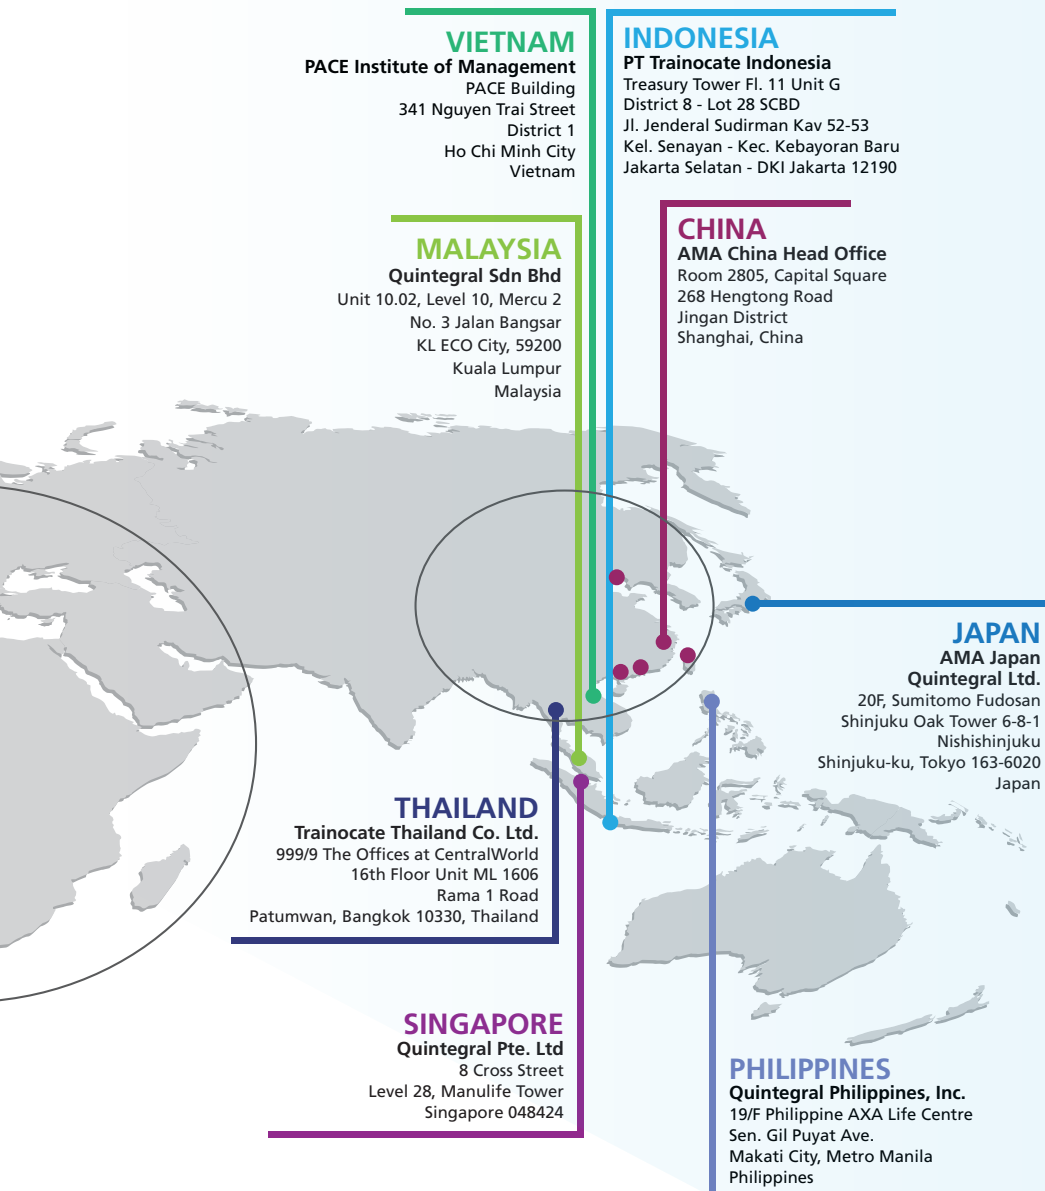 VIETNAM
PACE Institute of Management
PACE Building
341 Nguyen Trai Street
District 1
Ho Chi Minh City
Vietnam
INDONESIA
PT Trainocate Indonesia
Treasury Tower Fl. 11 Unit G
District 8 - Lot 28 SCBD
Jl. Jenderal Sudirman Kav 52-53
Kel. Senayan - Kec. Kebayoran Baru
Jakarta Selatan - DKI Jakarta 12190
MALAYSIA
Quintegral Sdn Bhd
Unit 10.02, Level 10, Mercu 2
No. 3 Jalan Bangsar
KL ECO City, 59200
Kuala Lumpur
Malaysia
CHINA
AMA China Head Office
Room 2805, Capital Square
268 Hengtong Road
Jingan District
Shanghai, China
JAPAN
AMA Japan
Quintegral Ltd.
20F, Sumitomo Fudosan
Shinjuku Oak Tower 6-8-1
Nishishinjuku
Shinjuku-ku, Tokyo 163-6020
Japan
THAILAND
Trainocate Thailand Co. Ltd.
999/9 The Offices at CentralWorld
16th Floor Unit ML 1606
Rama 1 Road
Patumwan, Bangkok 10330, Thailand
SINGAPORE
Quintegral Pte. Ltd
8 Cross Street
Level 28, Manulife Tower
Singapore 048424
PHILIPPINES
Quintegral Philippines, Inc.
19/F Philippine AXA Life Centre
Sen. Gil Puyat Ave.
Makati City, Metro Manila
Philippines